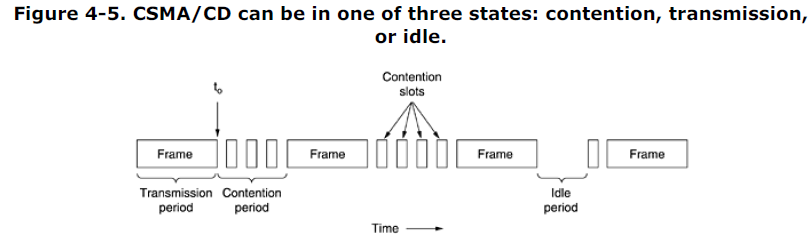 Figure 4-5. CSMA/CD can be in one of three states: contention, transmission,
or idle.
Contention
slots
t₀
Frame
Frame
Frame
Frame
Transmission
period
Contention
period
Idle
period
Time